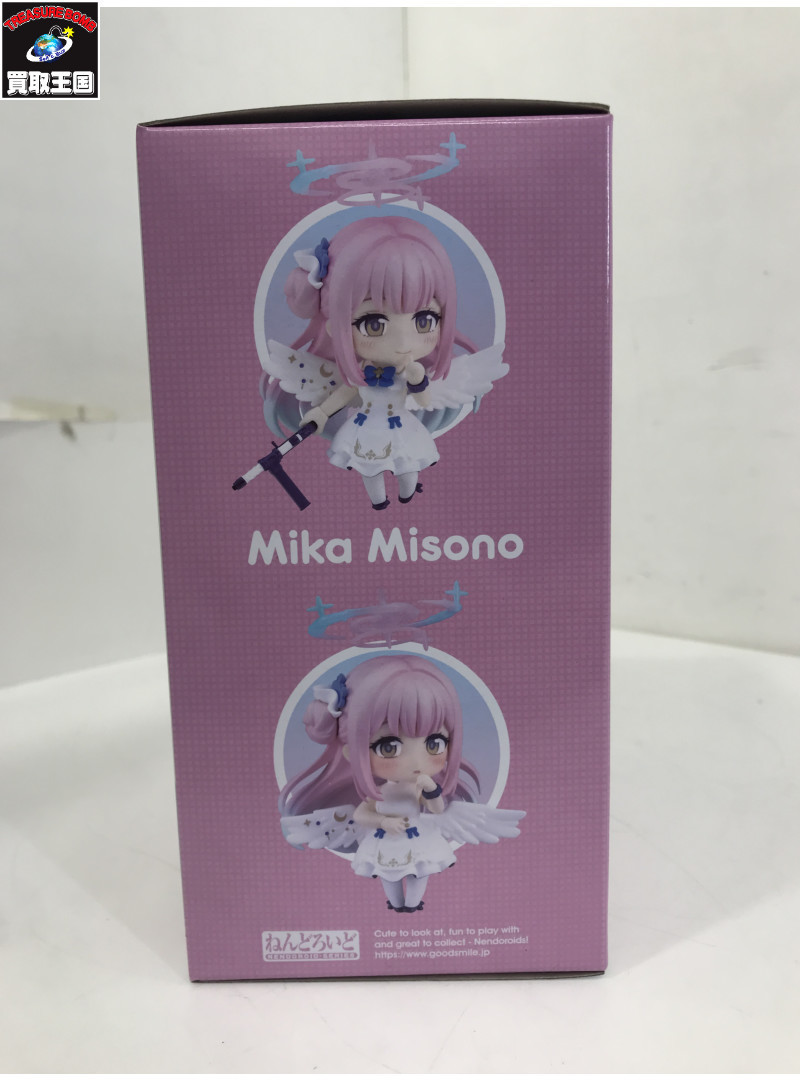 TREASURE BOMB
買取王国
Mika Misono
ねんどろいど
NENDOROID SERIES
Cute to look at, fun to play with
and great to collect - Nendoroids!
https://www.goodsmile.jp